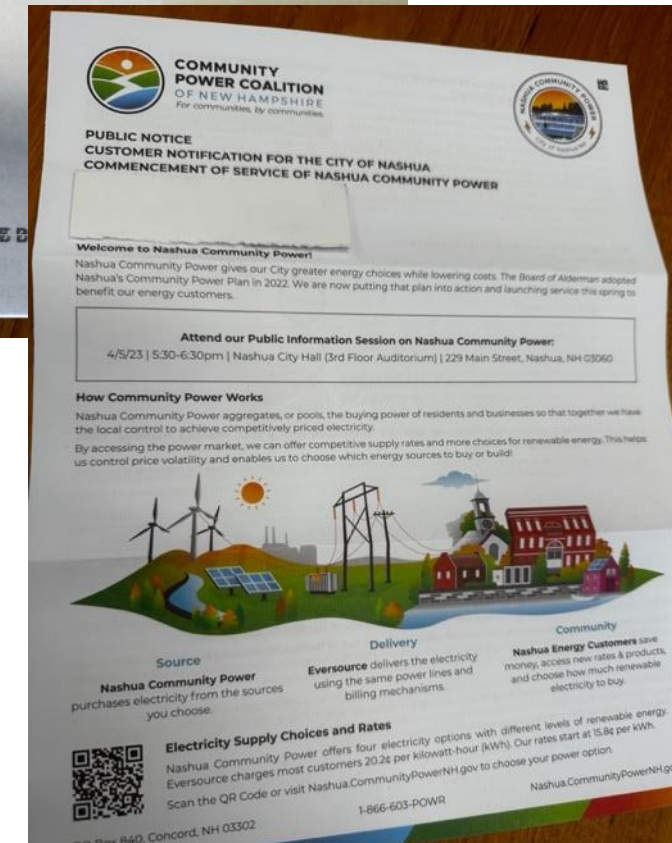 COMMUNITY
POWER COALITION
OF NEW HAMPSHIRE
For communities, by communities.
NASHUA COMMUNITY POWER
City of Nashua NH
PUBLIC NOTICE
CUSTOMER NOTIFICATION FOR THE CITY OF NASHUA
COMMENCEMENT OF SERVICE OF NASHUA COMMUNITY POWER
Welcome to Nashua Community Power!
Nashua Community Power gives our City greater energy choices while lowering costs. The Board of Alderman adopted
Nashua's Community Power Plan in 2022. We are now putting that plan into action and launching service this spring to
benefit our energy customers.
Attend our Public Information Session on Nashua Community Power:
4/5/23 | 5:30-6:30pm | Nashua City Hall (3rd Floor Auditorium) | 229 Main Street, Nashua, NH 03060
How Community Power Works
Nashua Community Power aggregates, or pools, the buying power of residents and businesses so that together we have
the local control to achieve competitively priced electricity.
By accessing the power market, we can offer competitive supply rates and more choices for renewable energy. This helps
us control price volatility and enables us to choose which energy sources to buy or build!
Source
Nashua Community Power
purchases electricity from the sources
you choose.
Delivery
Eversource delivers the electricity
using the same power lines and
billing mechanisms.
Community
Nashua Energy Customers save
money, access new rates & products,
and choose how much renewable
electricity to buy.
Electricity Supply Choices and Rates
Nashua Community Power offers four electricity options with different levels of renewable energy.
Eversource charges most customers 20.2¢ per kilowatt-hour (kWh). Our rates start at 15.8¢ per kWh.
Scan the QR Code or visit Nashua.CommunityPowerNH.gov to choose your power option.
Box 840, Concord, NH 03302
1-866-603-POWR
Nashua.CommunityPowerNH.go